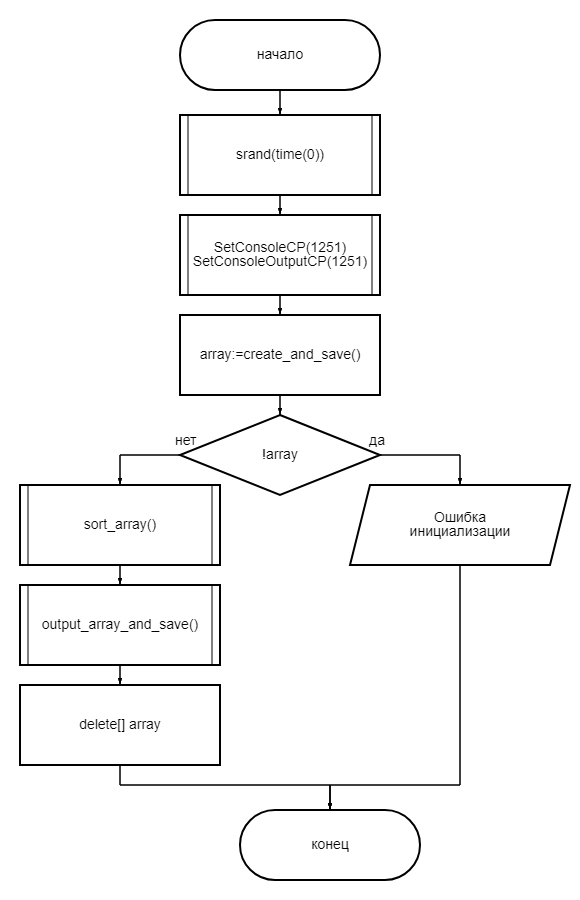 начало
srand(time(0))
SetConsoleCP(1251)
SetConsoleOutputCP(1251)
array:=create_and_save()
!array
нет
да
sort_array()
Ошибка
инициализации
output_array_and_save()
delete[] array
конец